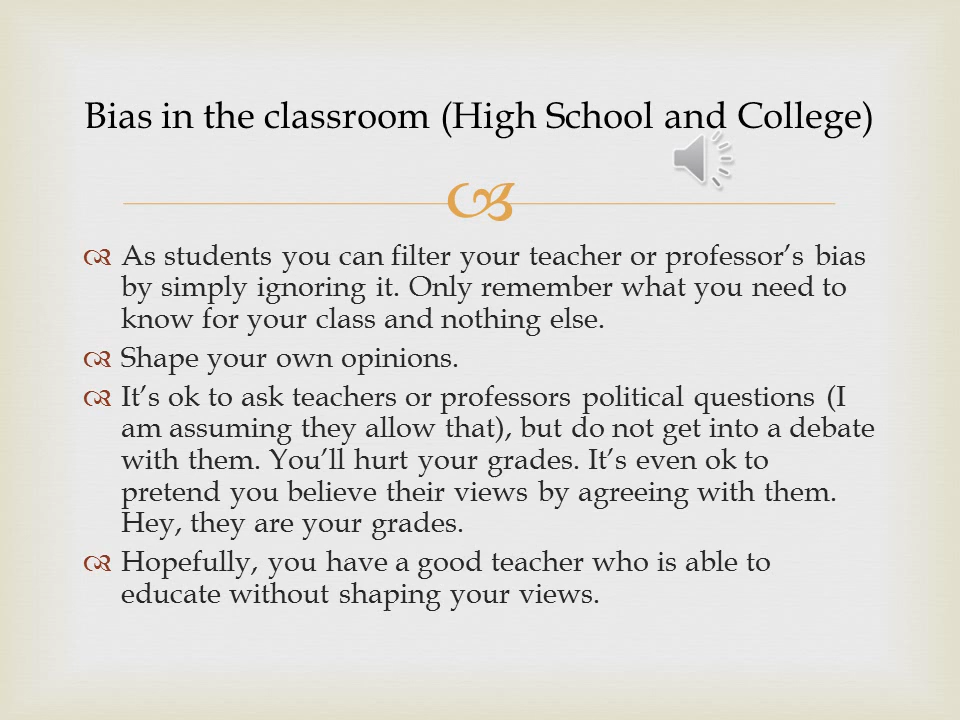 Bias in the classroom (High School and College)
As students you can filter your teacher or professor’s bias
by simply ignoring it. Only remember what you need to
know for your class and nothing else.
Shape your own opinions.
It’s ok to ask teachers or professors political questions (I
am assuming they allow that), but do not get into a debate
with them. You’ll hurt your grades. It’s even ok to
pretend you believe their views by agreeing with them.
Hey, they are your grades.
Hopefully, you have a good teacher who is able to
educate without shaping your views.